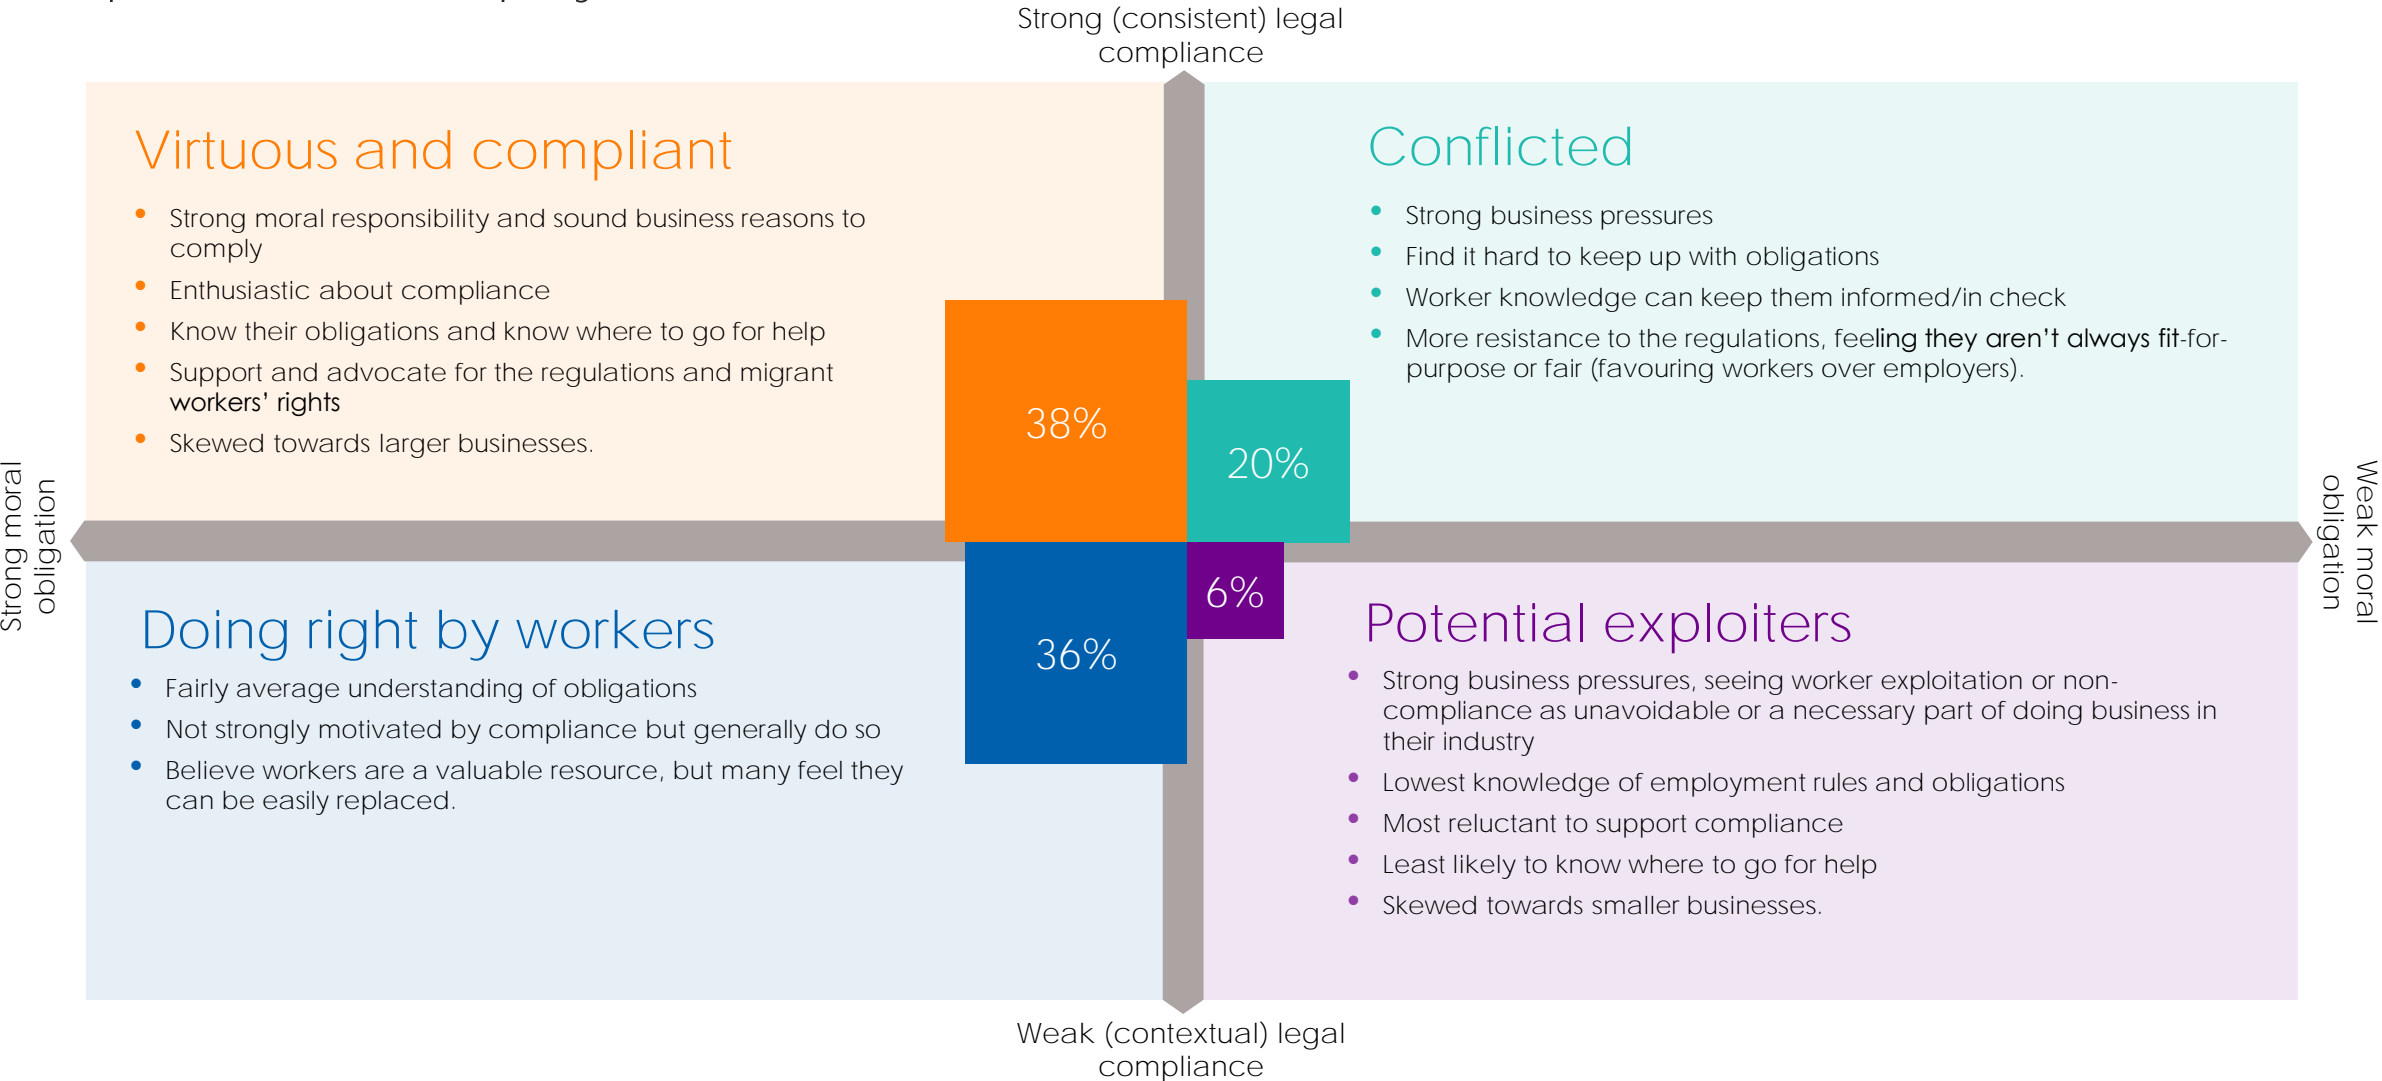 Strong (consistent) legal
compliance
Virtuous and compliant
Strong moral responsibility and sound business reasons to
comply
Enthusiastic about compliance
Know their obligations and know where to go for help
Support and advocate for the regulations and migrant
workers’ rights
Skewed towards larger businesses.
38%
Conflicted
Strong business pressures
Find it hard to keep up with obligations
Worker knowledge can keep them informed/in check
More resistance to the regulations, feeling they aren’t always fit-for-
purpose or fair (favouring workers over employers).
20%
Strong moral
obligation
Weak moral
obligation
Doing right by workers
Fairly average understanding of obligations
Not strongly motivated by compliance but generally do so
Believe workers are a valuable resource, but many feel they
can be easily replaced.
36%
6%
Potential exploiters
Strong business pressures, seeing worker exploitation or non-
compliance as unavoidable or a necessary part of doing business in
their industry
Lowest knowledge of employment rules and obligations
Most reluctant to support compliance
Least likely to know where to go for help
Skewed towards smaller businesses.
Weak (contextual) legal
compliance